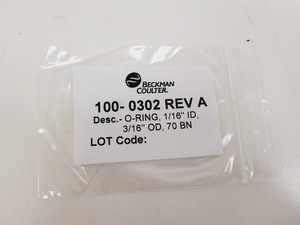 BECKMAN
COULTER.
100- 0302 REV A
Desc.- O-RING, 1/16" ID,
3/16" OD, 70 BN
LOT Code: